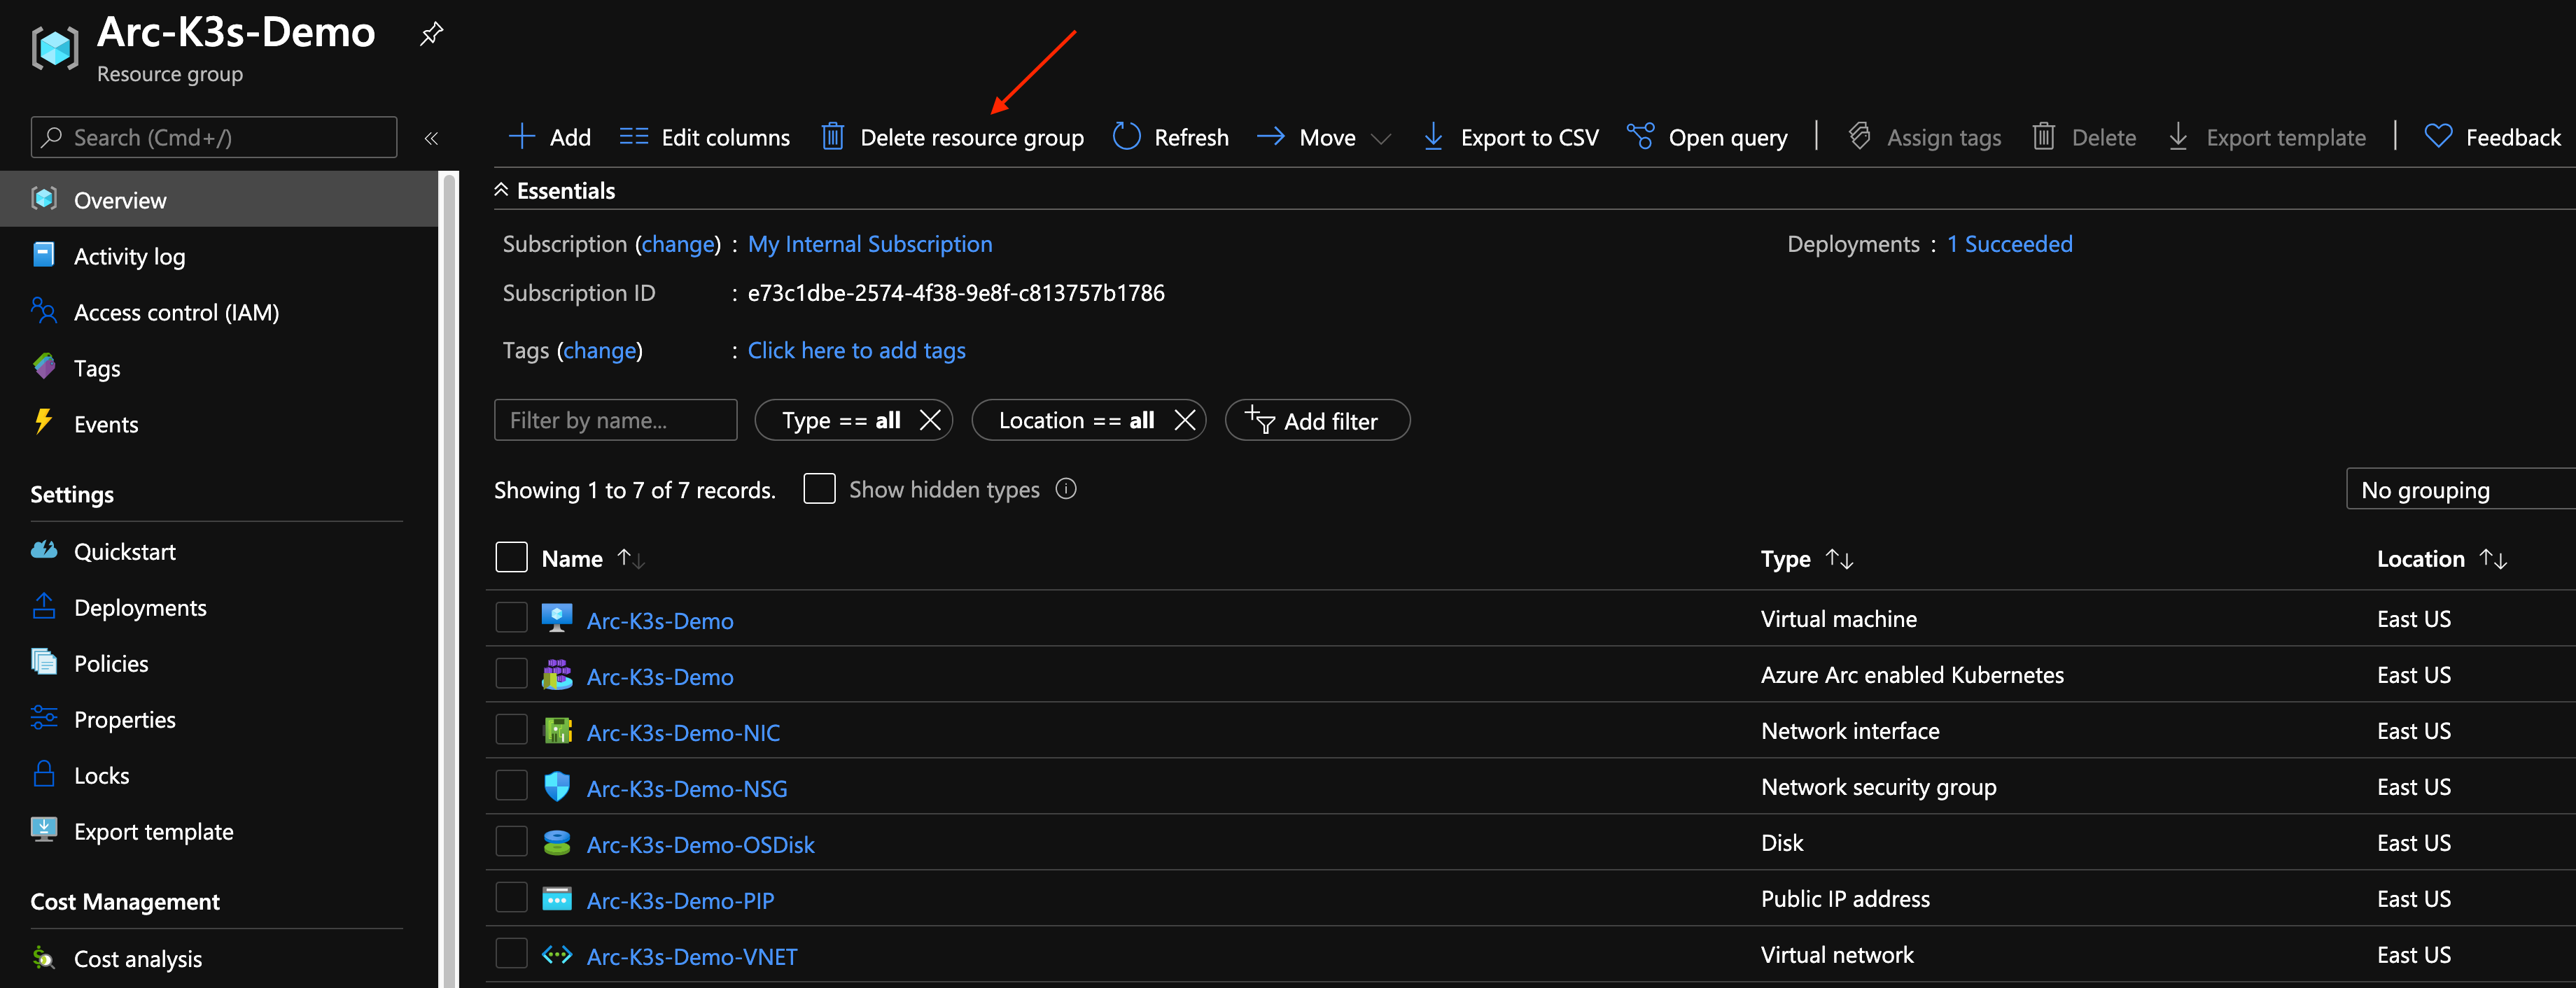 Arc-K3s-Demo
Resource group
Search (Cmd+/)
«
Add
Edit columns
Delete resource group
Refresh
Move
Export to CSV
Open query
Assign tags
Delete
Export template
Feedback
Overview
Activity log
Access control (IAM)
Tags
Events
Settings
Quickstart
Deployments
Policies
Properties
Locks
Export template
Cost Management
Cost analysis
Essentials
Subscription (change) : My Internal Subscription
Deployments : 1 Succeeded
Subscription ID : e73c1dbe-2574-4f38-9e8f-c813757b1786
Tags (change) : Click here to add tags
Filter by name...
Type == all
Location == all
Add filter
Showing 1 to 7 of 7 records.
Show hidden types
No grouping
Name Type Location
Arc-K3s-Demo Virtual machine East US
Arc-K3s-Demo Azure Arc enabled Kubernetes East US
Arc-K3s-Demo-NIC Network interface East US
Arc-K3s-Demo-NSG Network security group East US
Arc-K3s-Demo-OSDisk Disk East US
Arc-K3s-Demo-PIP Public IP address East US
Arc-K3s-Demo-VNET Virtual network East US